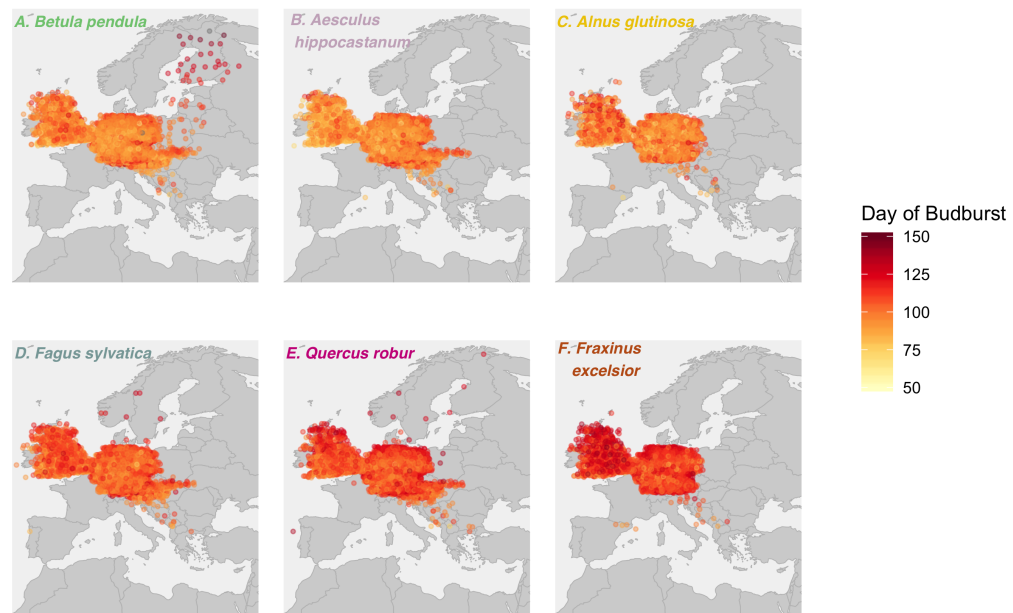 A. Betula pendula
B. Aesculus
hippocastanum
C. Alnus glutinosa
Day of Budburst
150
125
100
75
50
D. Fagus sylvatica
E. Quercus robur
F. Fraxinus
excelsior